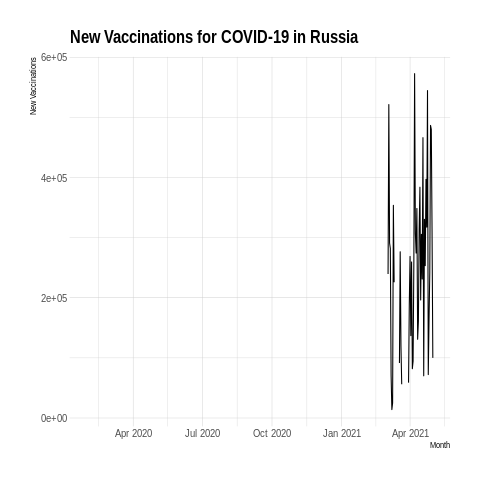 New Vaccinations for COVID-19 in Russia
New Vaccinations
6e+05
4e+05
2e+05
0e+00
Apr 2020 Jul 2020 Oct 2020 Jan 2021 Apr 2021
Month